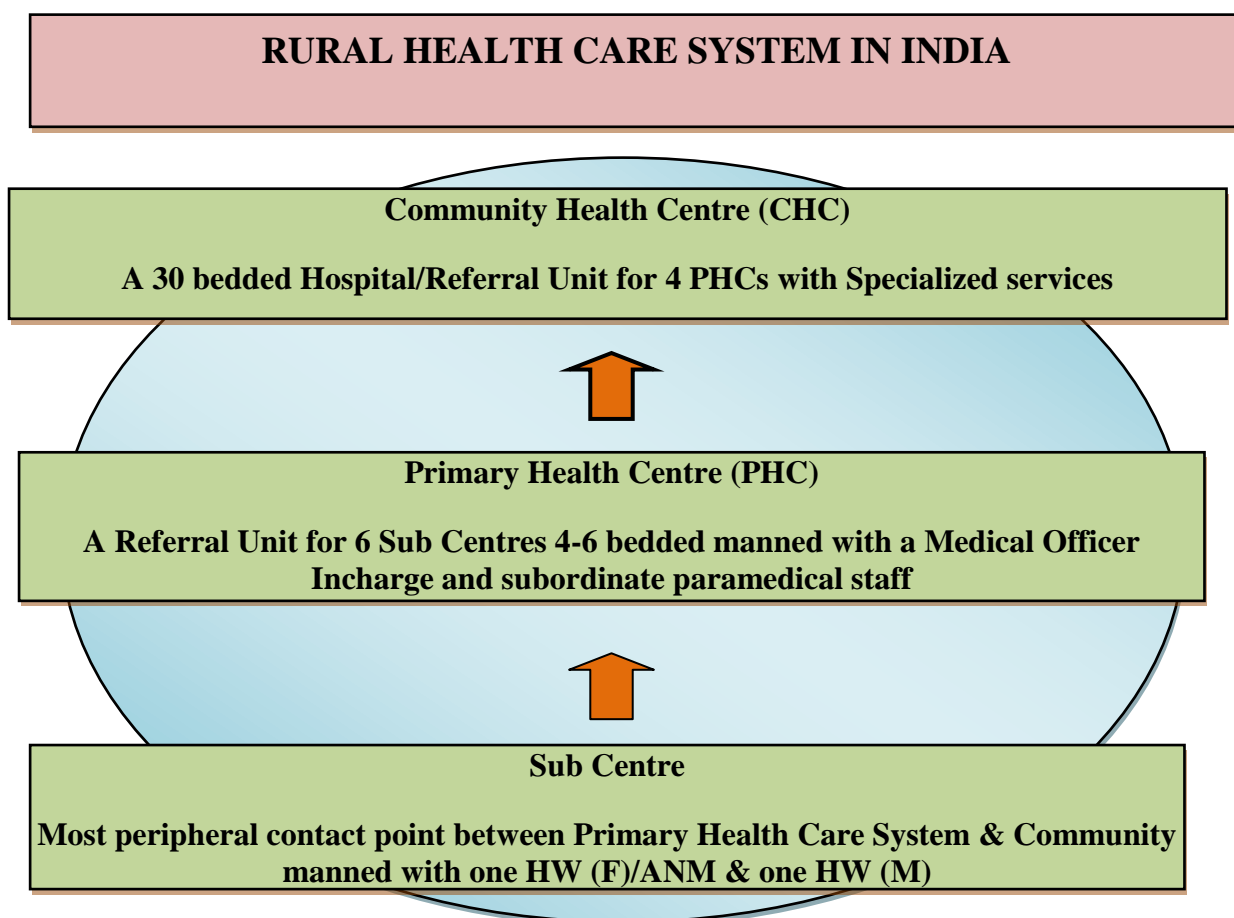 RURAL HEALTH CARE SYSTEM IN INDIA
Community Health Centre (CHC)
A 30 bedded Hospital/Referral Unit for 4 PHCs with Specialized services
Primary Health Centre (PHC)
A Referral Unit for 6 Sub Centres 4-6 bedded manned with a Medical Officer
Incharge and subordinate paramedical staff
Sub Centre
Most peripheral contact point between Primary Health Care System & Community
manned with one HW (F)/ANM & one HW (M)